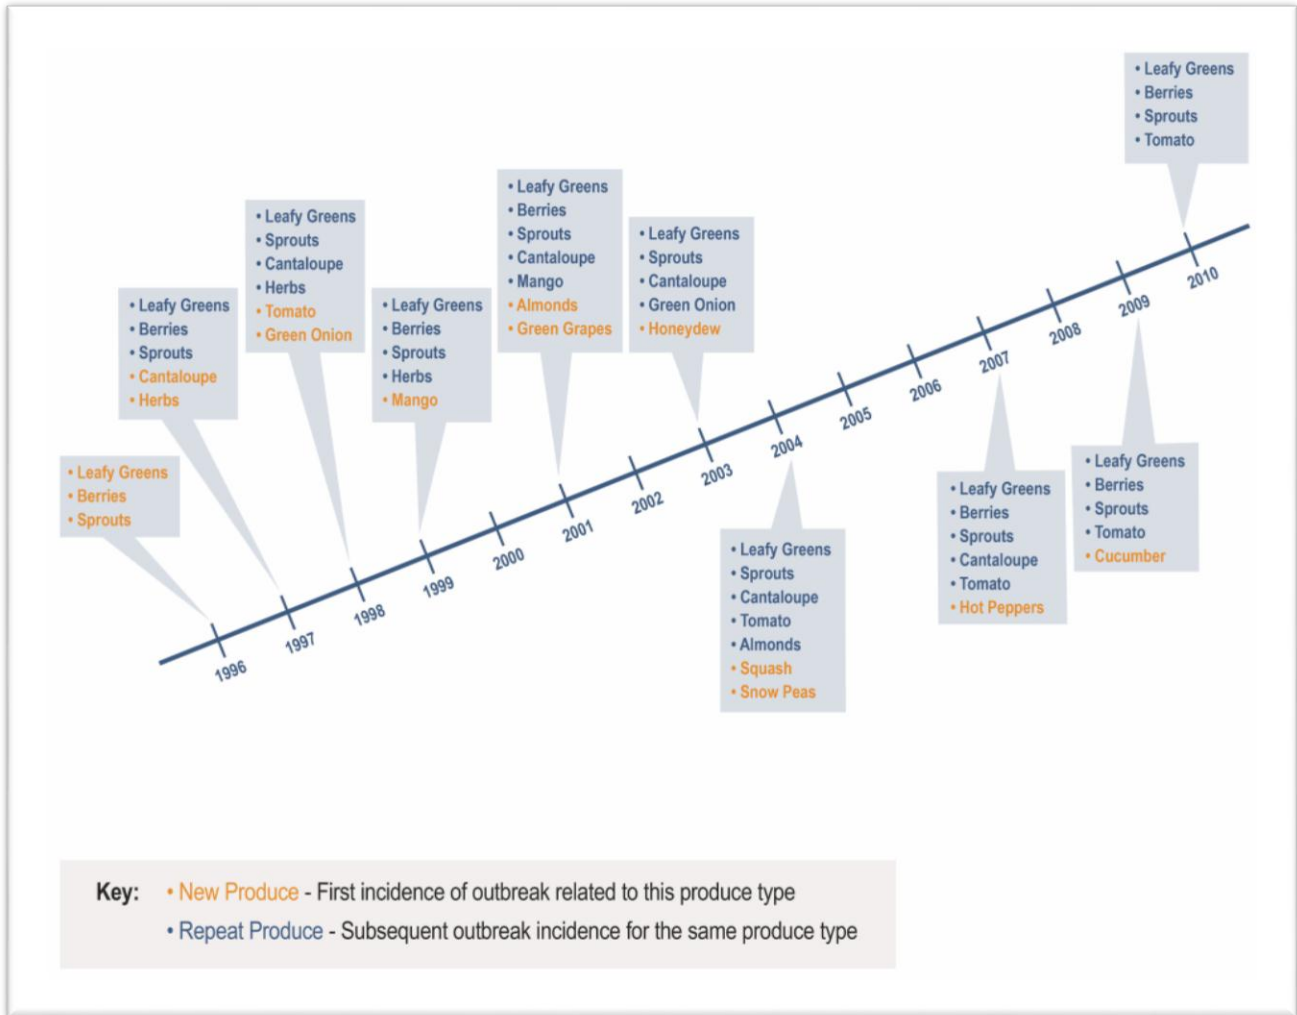 • Leafy Greens
• Berries
• Sprouts
• Leafy Greens
• Berries
• Sprouts
• Cantaloupe
• Herbs
• Leafy Greens
• Sprouts
• Cantaloupe
• Herbs
• Tomato
• Green Onion
• Leafy Greens
• Berries
• Sprouts
• Herbs
• Mango
• Leafy Greens
• Berries
• Sprouts
• Cantaloupe
• Mango
• Almonds
• Green Grapes
• Leafy Greens
• Sprouts
• Cantaloupe
• Green Onion
• Honeydew
• Leafy Greens
• Sprouts
• Cantaloupe
• Tomato
• Almonds
• Squash
• Snow Peas
• Leafy Greens
• Berries
• Sprouts
• Cantaloupe
• Tomato
• Hot Peppers
• Leafy Greens
• Berries
• Sprouts
• Tomato
• Cucumber
• Leafy Greens
• Berries
• Sprouts
• Tomato
1996
1997
1998
1999
2000
2001
2002
2003
2004
2005
2006
2007
2008
2009
2010
Key: • New Produce - First incidence of outbreak related to this produce type
• Repeat Produce - Subsequent outbreak incidence for the same produce type